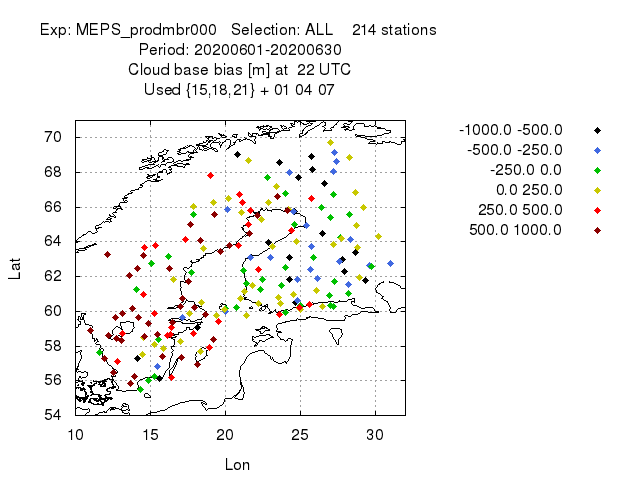 Exp: MEPS_prodmbr000 Selection: ALL 214 stations
Period: 20200601-20200630
Cloud base bias [m] at 22 UTC
Used {15,18,21} + 01 04 07
70
68
66
64
62
60
58
56
54
10 15 20 25 30
Lat
Lon
-1000.0 -500.0
-500.0 -250.0
-250.0 0.0
0.0 250.0
250.0 500.0
500.0 1000.0